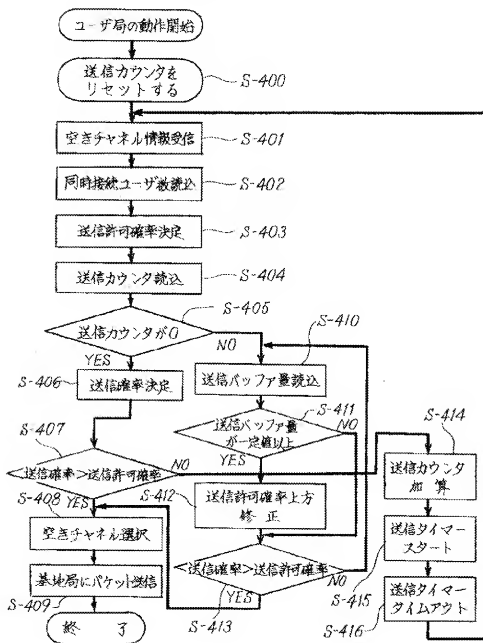 ユーザ局の動作開始
送信カウンタを
リセットする
S-400
空きチャネル情報受信
S-401
同時接続ユーザ数読込
S-402
送信許可確率決定
S-403
送信カウンタ読込
S-404
送信カウンタが0
S-405
YES
NO
S-406
送信確率決定
S-410
送信バッファ量読込
S-411
送信バッファ量
が一定値以上
NO
YES
S-407
送信確率>送信許可確率
NO
YES
S-408
空きチャネル選択
S-412
送信許可確率上方
修正
S-414
送信カウンタ
加算
送信タイマー
スタート
S-415
送信確率>送信許可確率
NO
YES
S-413
基地局にパケット送信
S-409
送信タイマー
タイムアウト
S-416
終了